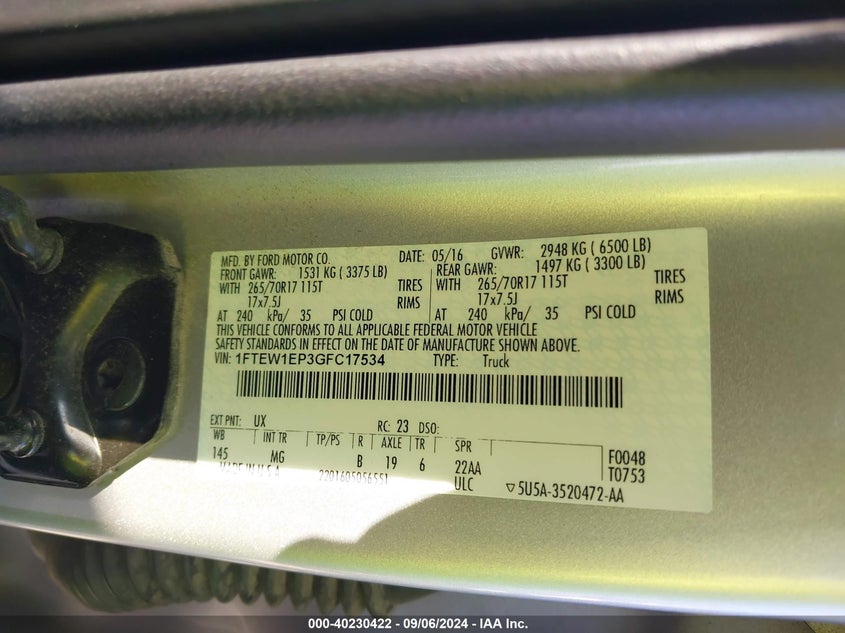 MFD. BY FORD MOTOR CO. DATE: 05/16 GVWR: 2948 KG ( 6500 LB)
FRONT GAWR: 1531 KG ( 3375 LB) REAR GAWR: 1497 KG ( 3300 LB)
WITH 265/70R17 115T TIRES WITH 265/70R17 115T TIRES
17x7.5J RIMS 17x7.5J RIMS
AT 240 kPa/ 35 PSI COLD AT 240 kPa/ 35 PSI COLD
THIS VEHICLE CONFORMS TO ALL APPLICABLE FEDERAL MOTOR VEHICLE
SAFETY STANDARDS IN EFFECT ON THE DATE OF MANUFACTURE SHOWN ABOVE.
VIN: 1FTEW1EP3GFC17534 TYPE: Truck
EXT PNT: UX RC: 23 DSO:
WB INT TR TP/PS R AXLE TR SPR F0048
145 MG B 19 6 22AA T0753
MADE IN U.S.A. 2201605056551 ULC ▽5U5A-3520472-AA
000-40230422 - 09/06/2024 - IAA Inc.